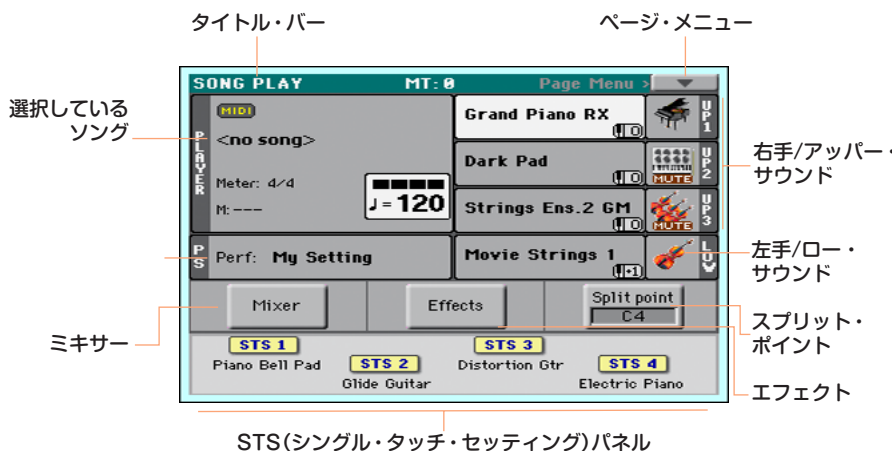 タイトル・バー
ページ・メニュー
SONG PLAY
MT: 0
Page Menu >
選択している
ソング
PLAYER
MIDI
<no song>
Meter: 4/4
M: ---
♩= 120
Grand Piano RX
0
UP1
Dark Pad
0
MUTE
UP2
Strings Ens.2 GM
0
MUTE
UP3
右手/アッパー・
サウンド
PS
Perf: My Setting
Movie Strings 1
+1
LOW
左手/ロー・
サウンド
Mixer
Effects
Split point
C4
ミキサー
スプリット・
ポイント
エフェクト
STS 1
Piano Bell Pad
STS 2
Glide Guitar
STS 3
Distortion Gtr
STS 4
Electric Piano
STS(シングル・タッチ・セッティング)パネル